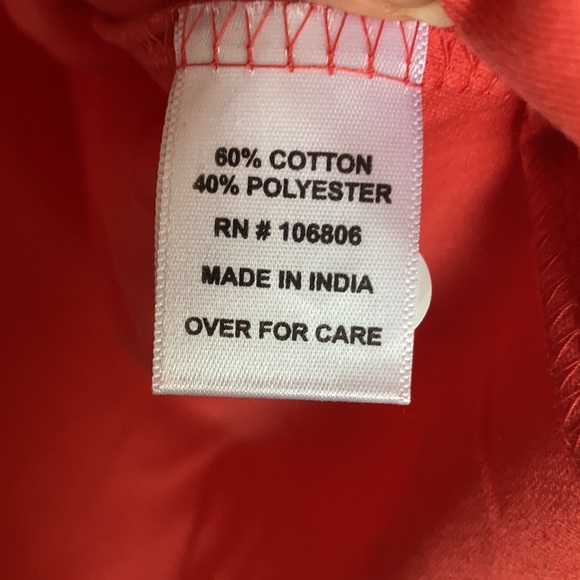 60% COTTON
40% POLYESTER
RN # 106806
MADE IN INDIA
OVER FOR CARE